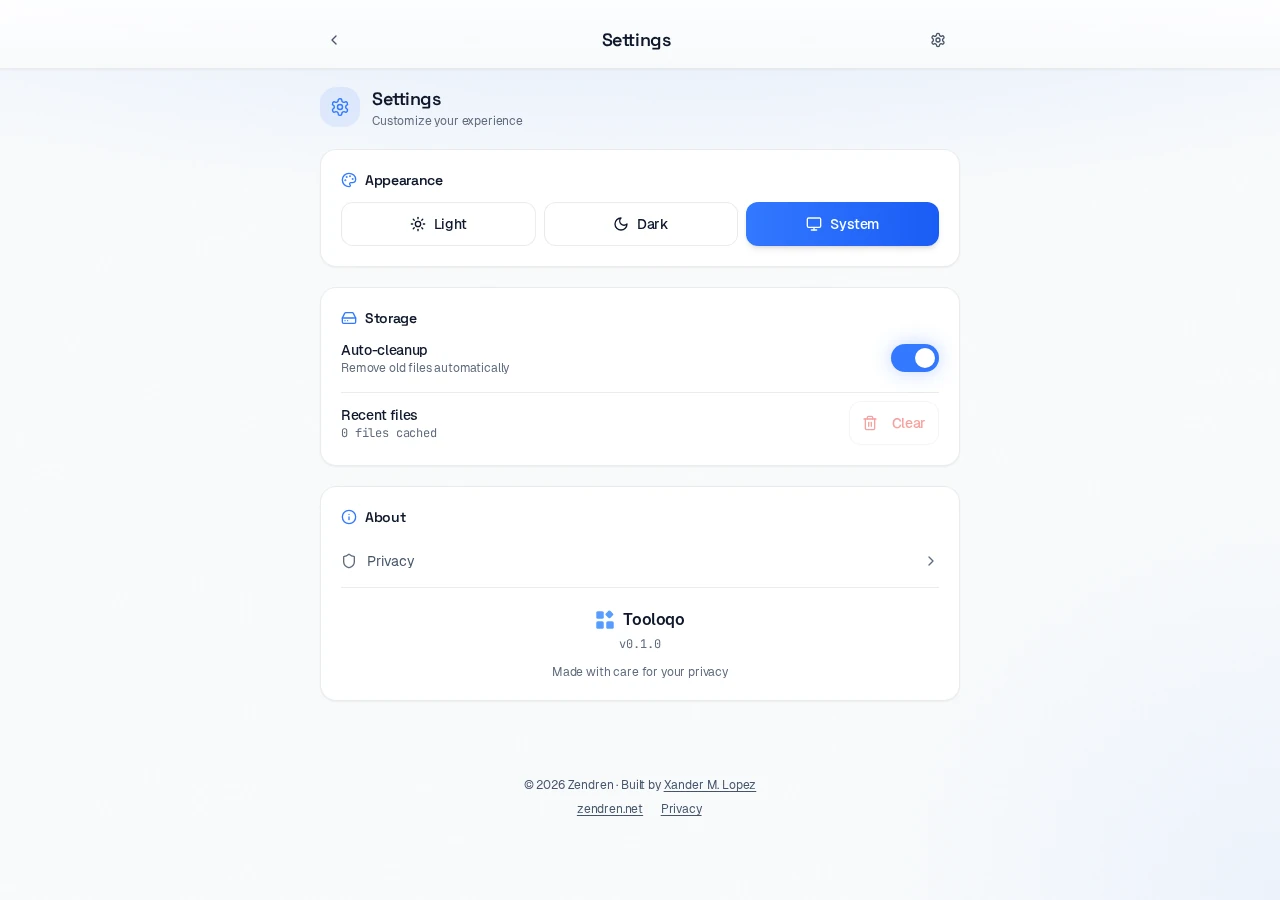 Settings
Settings
Customize your experience
Appearance
Light
Dark
System
Storage
Auto-cleanup
Remove old files automatically
Recent files
0 files cached
Clear
About
Privacy
Tooloqo
v0.1.0
Made with care for your privacy
© 2026 Zendren · Built by Xander M. Lopez
zendren.net Privacy